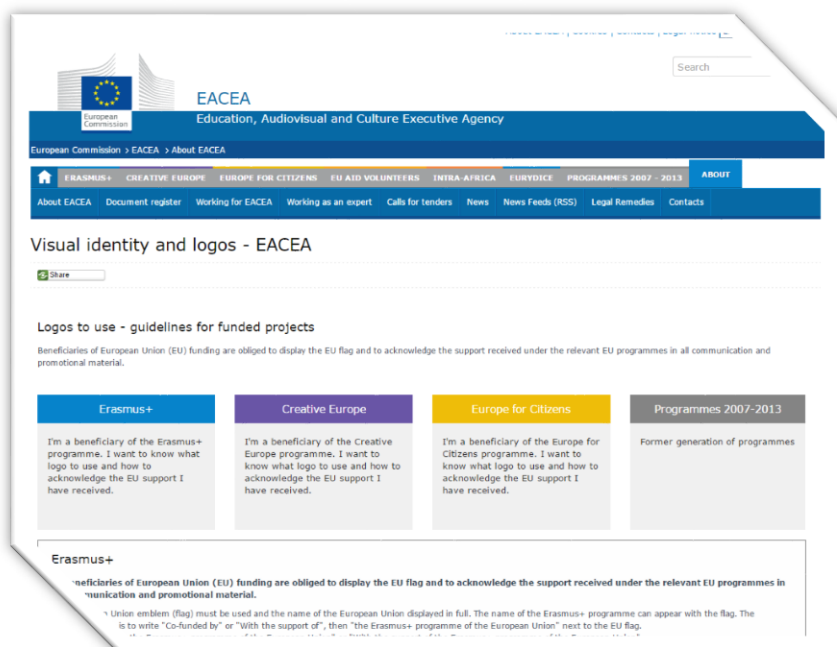 Search
European
Commission
EACEA
Education, Audiovisual and Culture Executive Agency
European Commission > EACEA > About EACEA
ERASMUS+ CREATIVE EUROPE EUROPE FOR CITIZENS EU AID VOLUNTEERS INTRA-AFRICA EURYDICE PROGRAMMES 2007 - 2013 ABOUT
About EACEA Document register Working for EACEA Working as an expert Calls for tenders News News Feeds (RSS) Legal Remedies Contacts
Visual identity and logos - EACEA
Share
Logos to use - guidelines for funded projects
Beneficiaries of European Union (EU) funding are obliged to display the EU flag and to acknowledge the support received under the relevant EU programmes in all communication and
promotional material.
Erasmus+
I'm a beneficiary of the Erasmus+
programme. I want to know what
logo to use and how to
acknowledge the EU support I
have received.
Creative Europe
I'm a beneficiary of the Creative
Europe programme. I want to
know what logo to use and how to
acknowledge the EU support I
have received.
Europe for Citizens
I'm a beneficiary of the Europe for
Citizens programme. I want to
know what logo to use and how to
acknowledge the EU support I
have received.
Programmes 2007-2013
Former generation of programmes
Erasmus+
neficiaries of European Union (EU) funding are obliged to display the EU flag and to acknowledge the support received under the relevant EU programmes in
munication and promotional material.
Union emblem (flag) must be used and the name of the European Union displayed in full. The name of the Erasmus+ programme can appear with the flag. The
is to write "Co-funded by" or "With the support of", then "the Erasmus+ programme of the European Union" next to the EU flag.